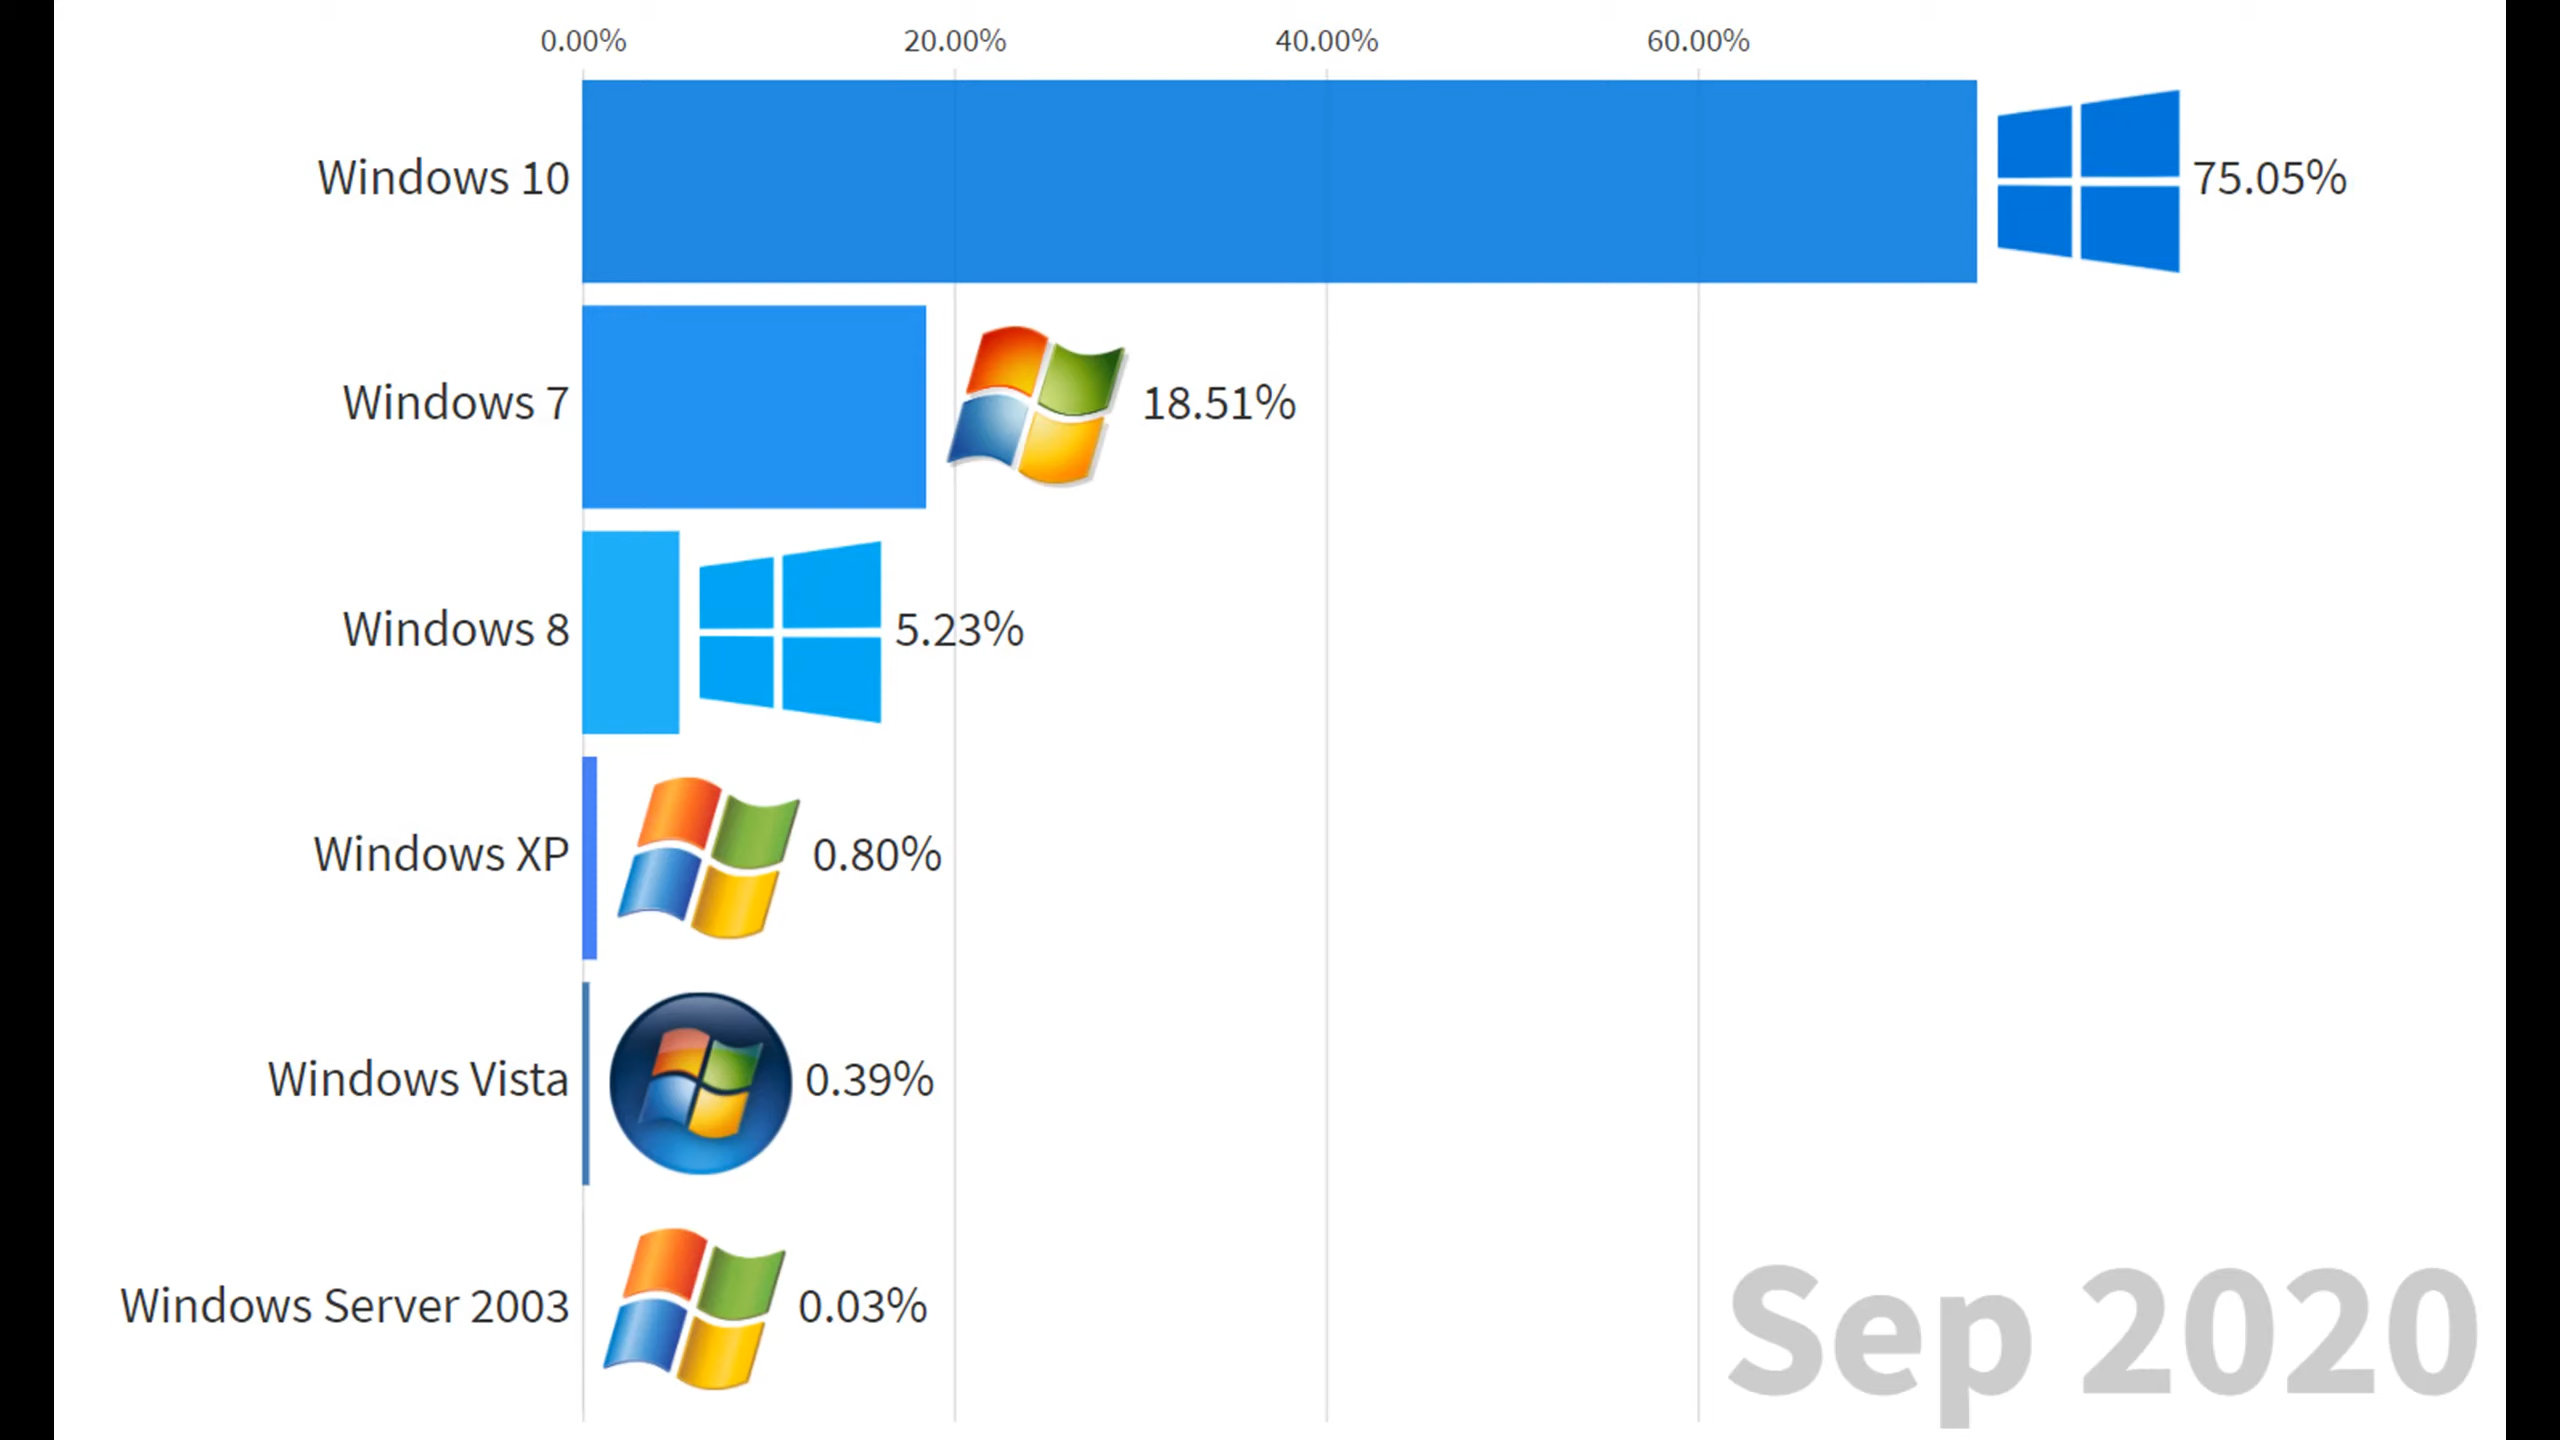 0.00% 20.00% 40.00% 60.00%
Windows 10 75.05%
Windows 7 18.51%
Windows 8 5.23%
Windows XP 0.80%
Windows Vista 0.39%
Windows Server 2003 0.03%
Sep 2020